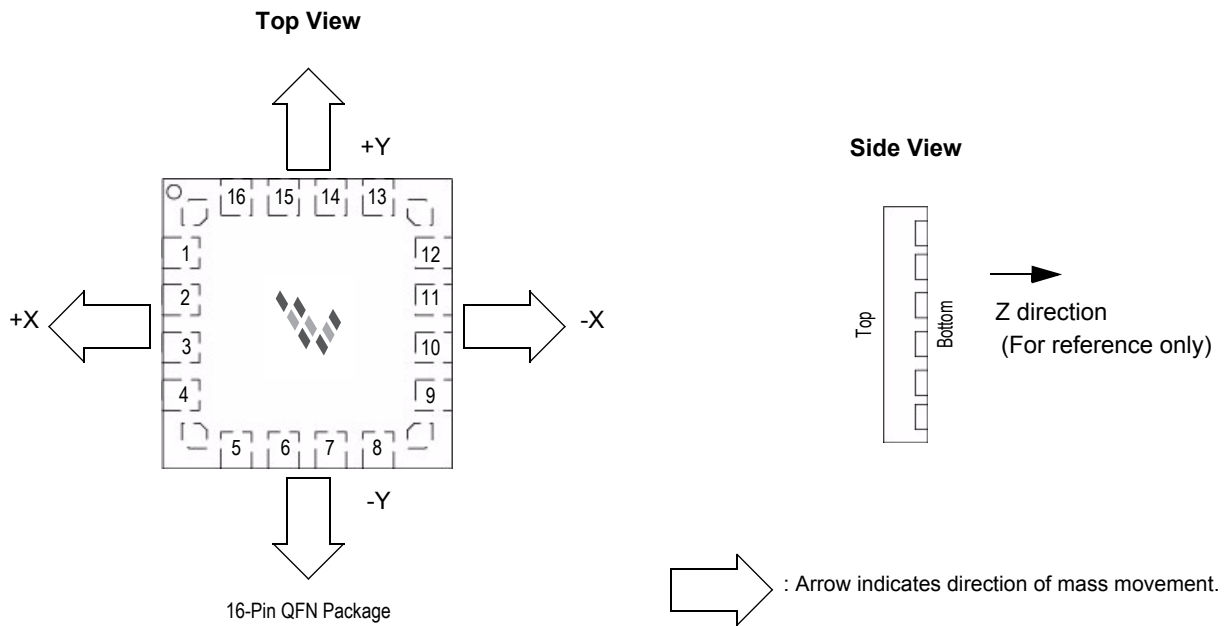 Top View
+Y
16 15 14 13
1
2
3
4
12
11
10
9
5 6 7 8
+X
-X
-Y
16-Pin QFN Package
Side View
Top
Bottom
Z direction
(For reference only)
: Arrow indicates direction of mass movement.